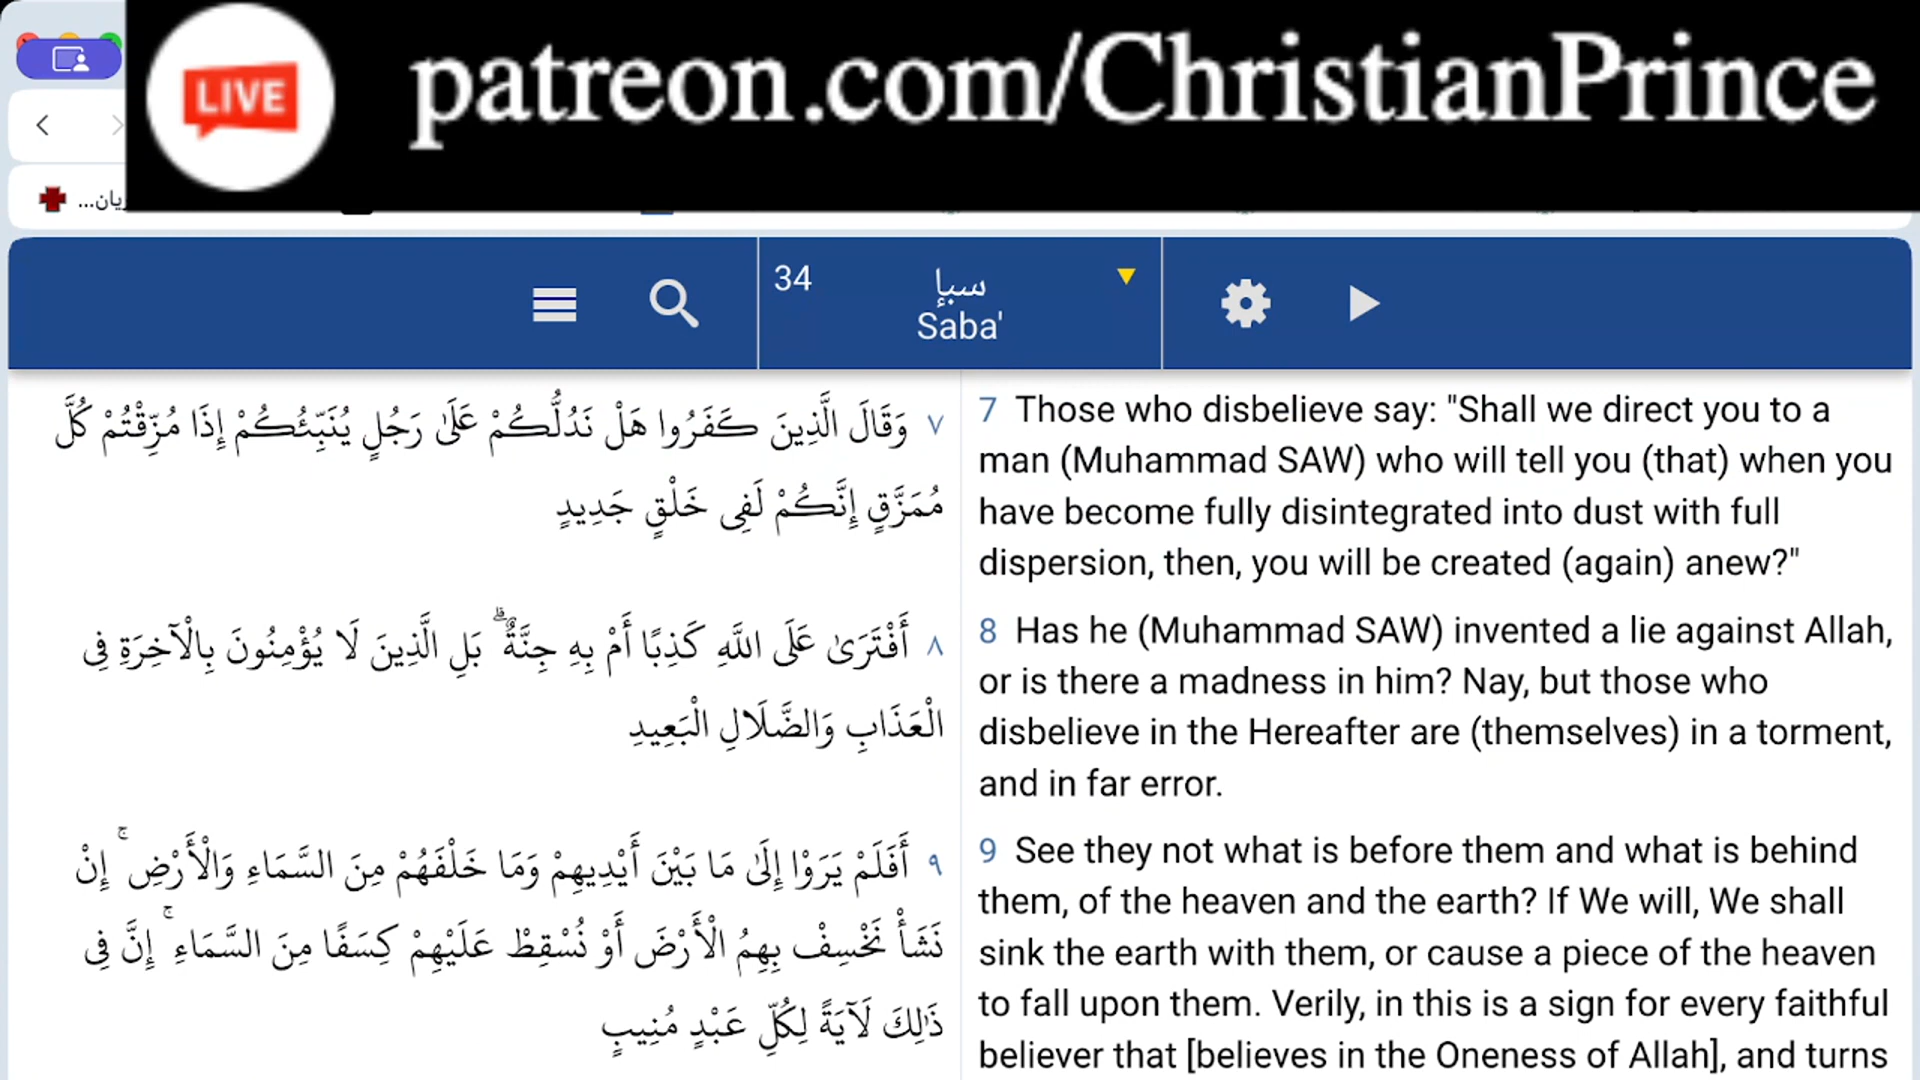 LIVE
patreon.com/ChristianPrince
34
سبإ
Saba'
٧ وَقَالَ الَّذِينَ كَفَرُوا هَلْ نَدُلُّكُمْ عَلَىٰ رَجُلٍ يُنَبِّئُكُمْ إِذَا مُزِّقْتُمْ كُلَّ
مُمَزَّقٍ إِنَّكُمْ لَفِى خَلْقٍ جَدِيدٍ
٨ أَفْتَرَىٰ عَلَى اللَّهِ كَذِبًا أَمْ بِهِ جِنَّةٌ ۗ بَلِ الَّذِينَ لَا يُؤْمِنُونَ بِالْآخِرَةِ فِى
الْعَذَابِ وَالضَّلَالِ الْبَعِيدِ
٩ أَفَلَمْ يَرَوْا إِلَىٰ مَا بَيْنَ أَيْدِيهِمْ وَمَا خَلْفَهُمْ مِنَ السَّمَاءِ وَالْأَرْضِ ۚ إِنْ
نَشَأْ نَخْسِفْ بِهِمُ الْأَرْضَ أَوْ نُسْقِطْ عَلَيْهِمْ كِسَفًا مِنَ السَّمَاءِ ۚ إِنَّ فِى
ذَٰلِكَ لَآيَةً لِكُلِّ عَبْدٍ مُنِيبٍ
7 Those who disbelieve say: "Shall we direct you to a
man (Muhammad SAW) who will tell you (that) when you
have become fully disintegrated into dust with full
dispersion, then, you will be created (again) anew?"
8 Has he (Muhammad SAW) invented a lie against Allah,
or is there a madness in him? Nay, but those who
disbelieve in the Hereafter are (themselves) in a torment,
and in far error.
9 See they not what is before them and what is behind
them, of the heaven and the earth? If We will, We shall
sink the earth with them, or cause a piece of the heaven
to fall upon them. Verily, in this is a sign for every faithful
believer that [believes in the Oneness of Allah], and turns